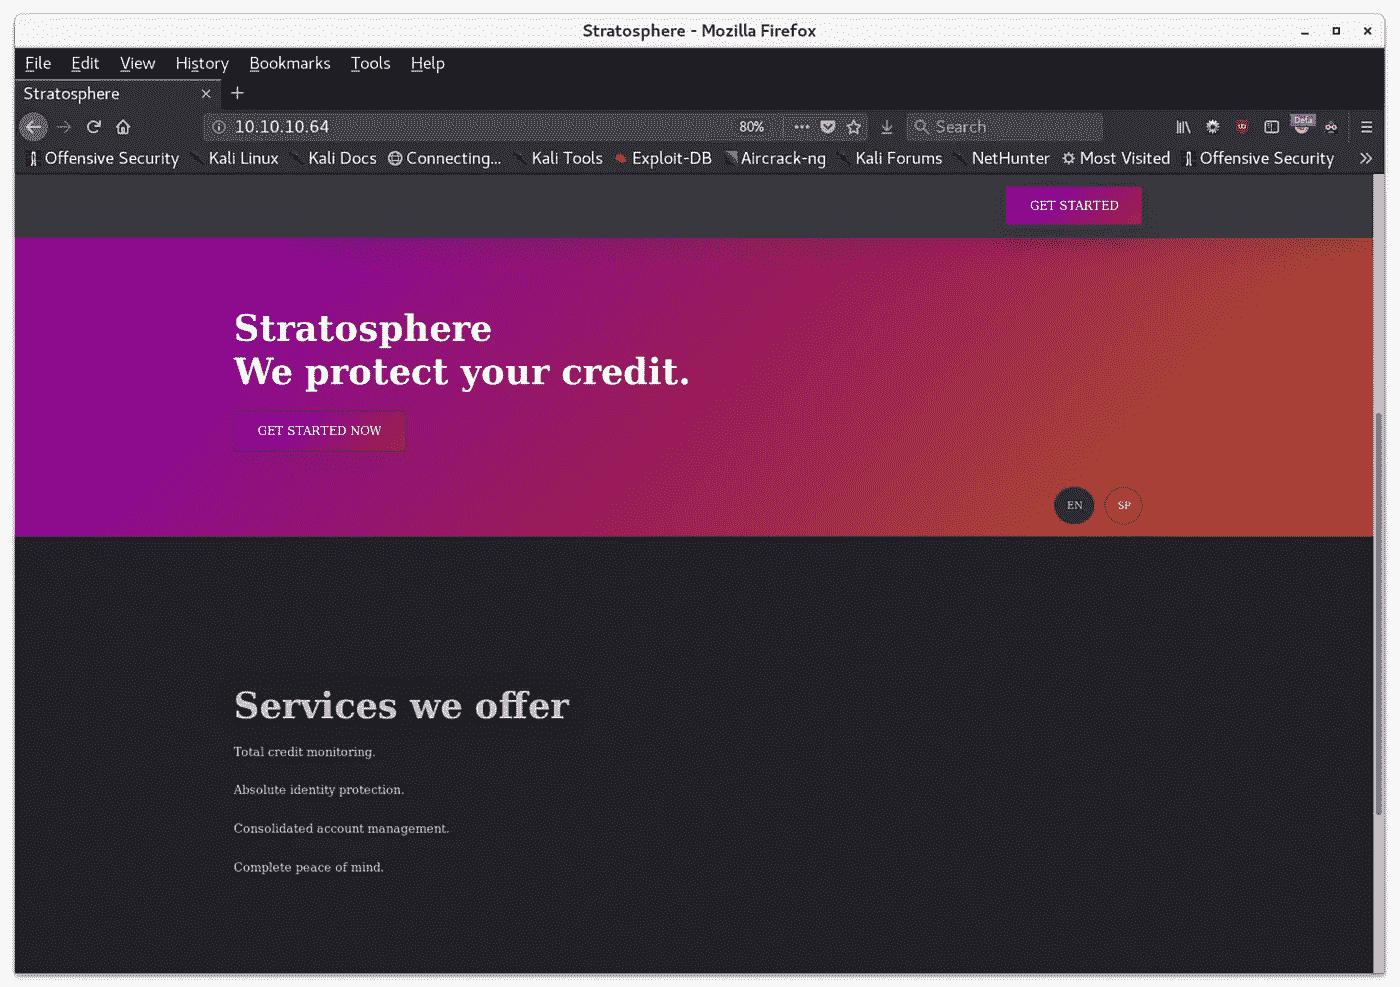 Stratosphere - Mozilla Firefox
File Edit View History Bookmarks Tools Help
Stratosphere
10.10.10.64 80% Search
Offensive Security Kali Linux Kali Docs Connecting... Kali Tools Exploit-DB Aircrack-ng Kali Forums NetHunter Most Visited Offensive Security
GET STARTED
Stratosphere
We protect your credit.
GET STARTED NOW
EN SP
Services we offer
Total credit monitoring.
Absolute identity protection.
Consolidated account management.
Complete peace of mind.